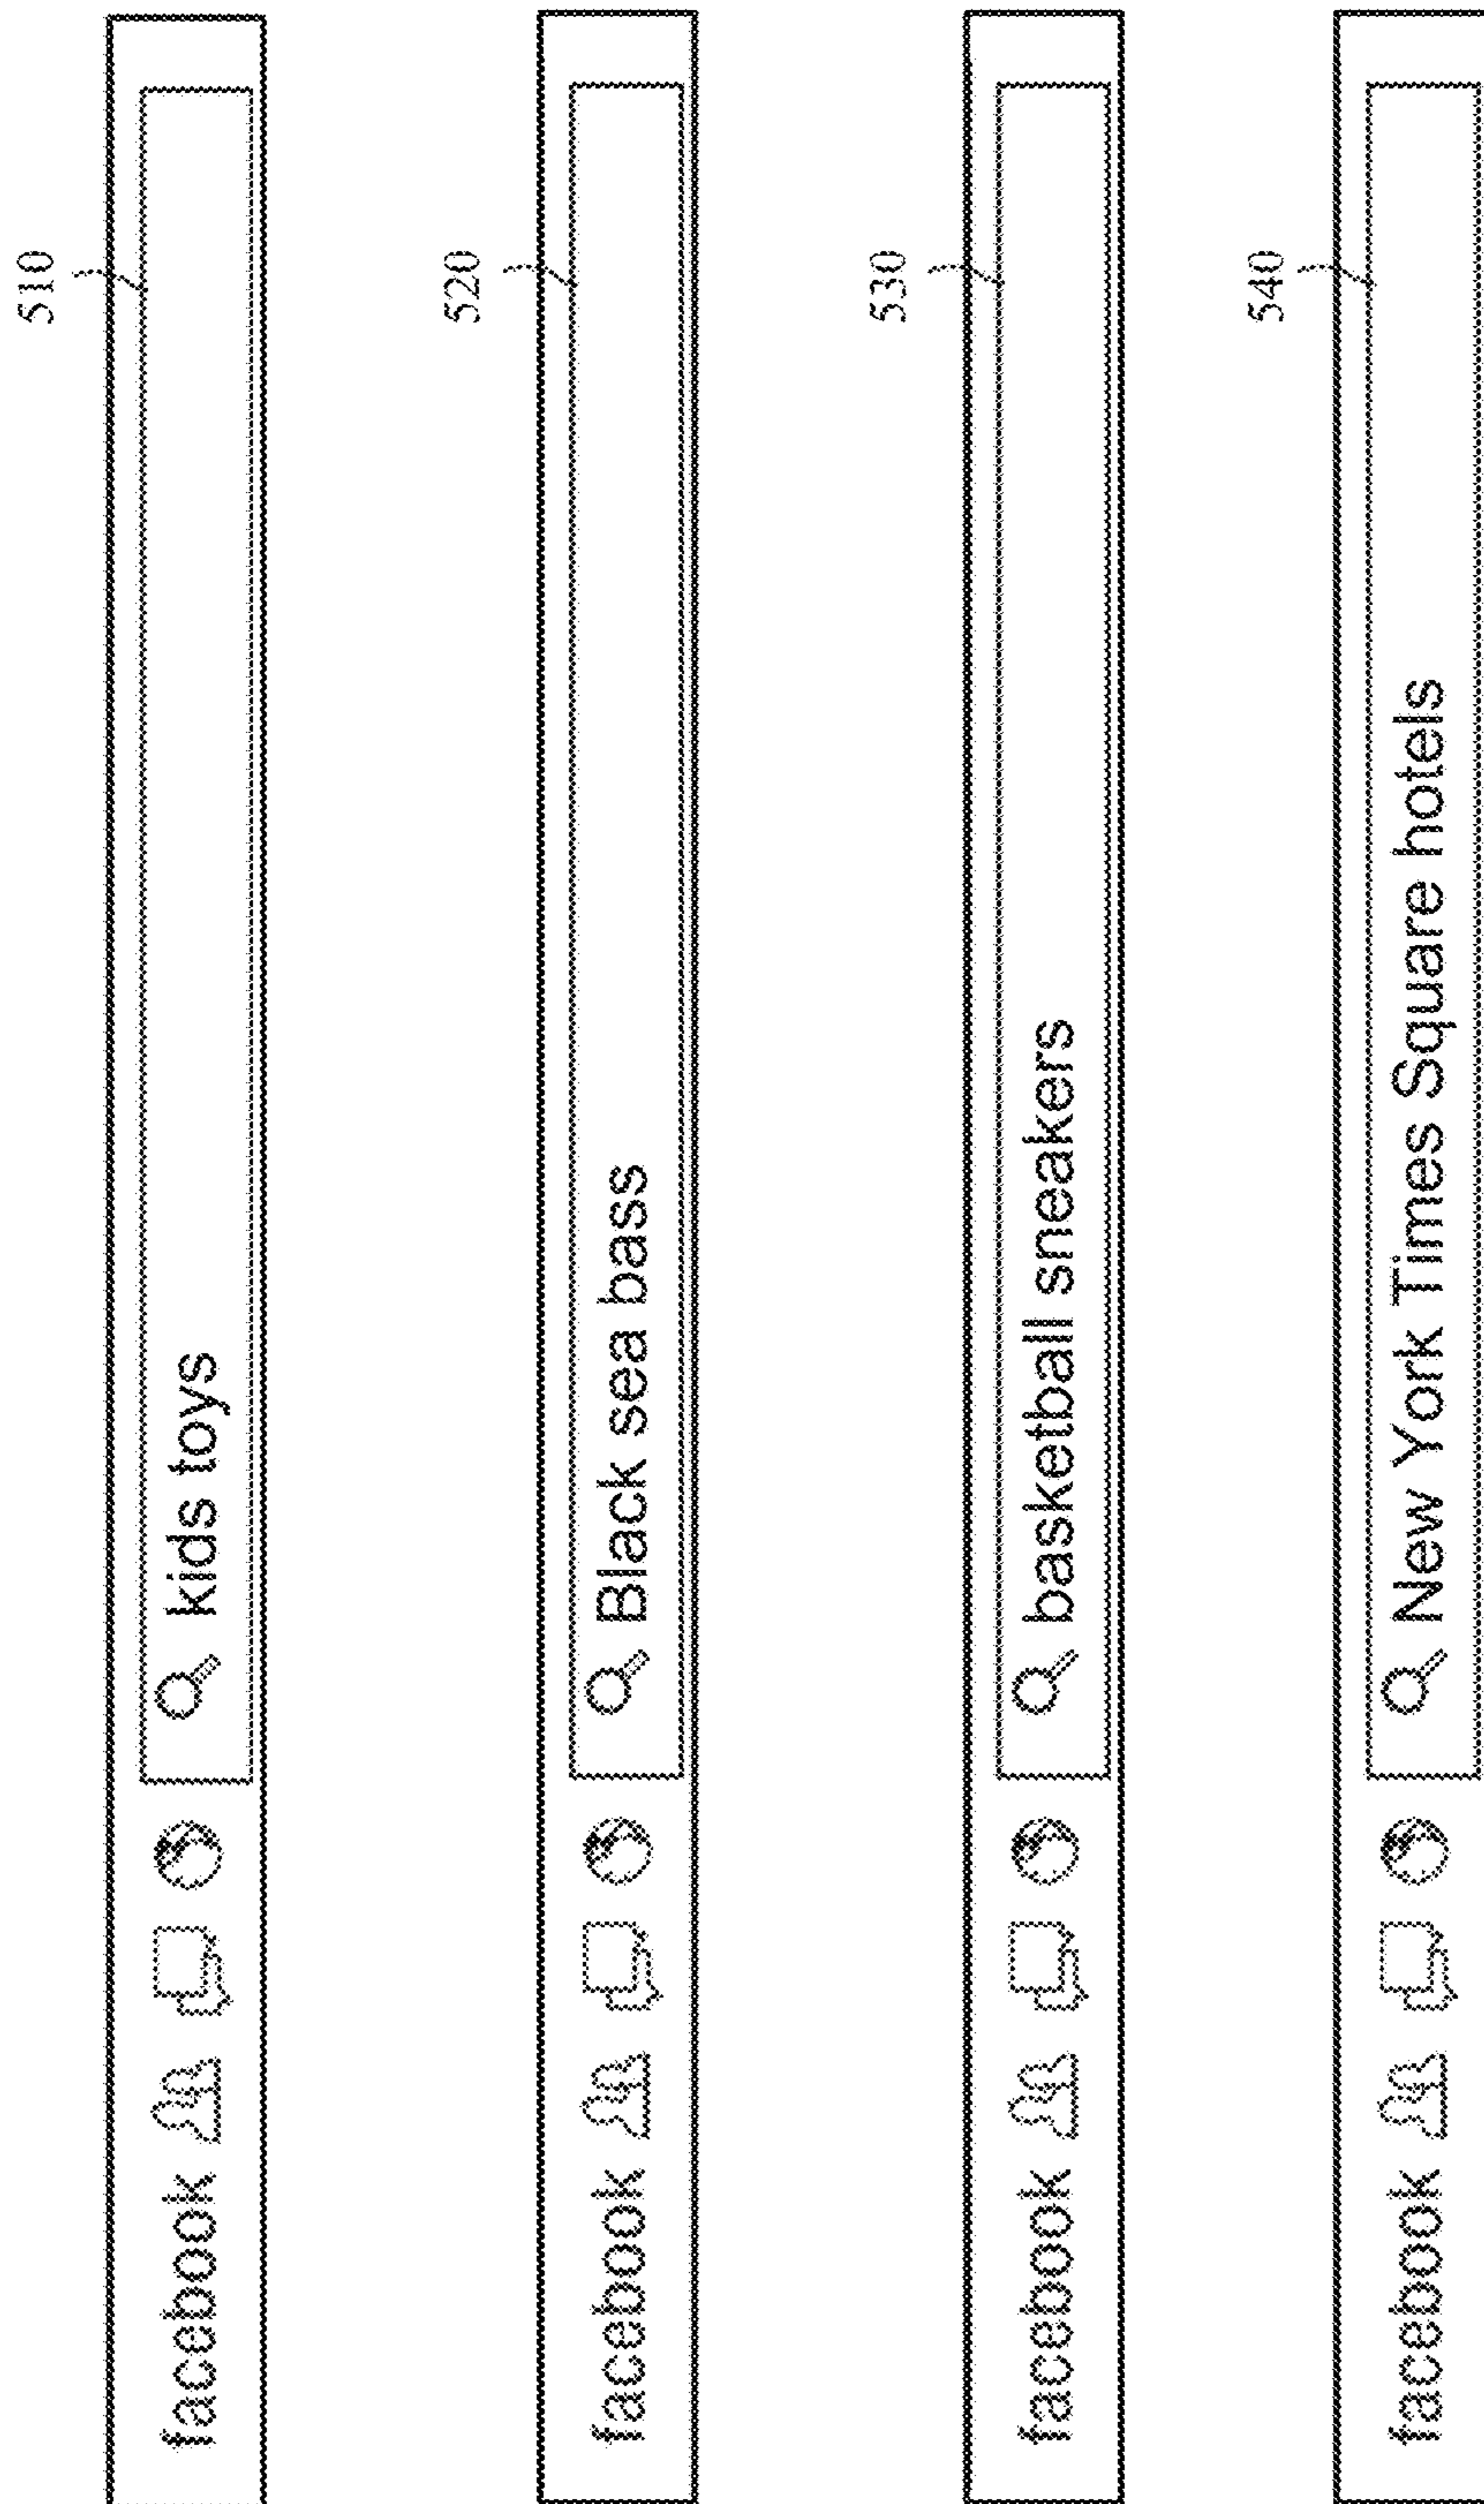 510
facebook kids toys
520
facebook Black sea bass
530
facebook basketball sneakers
540
facebook New York Times Square hotels